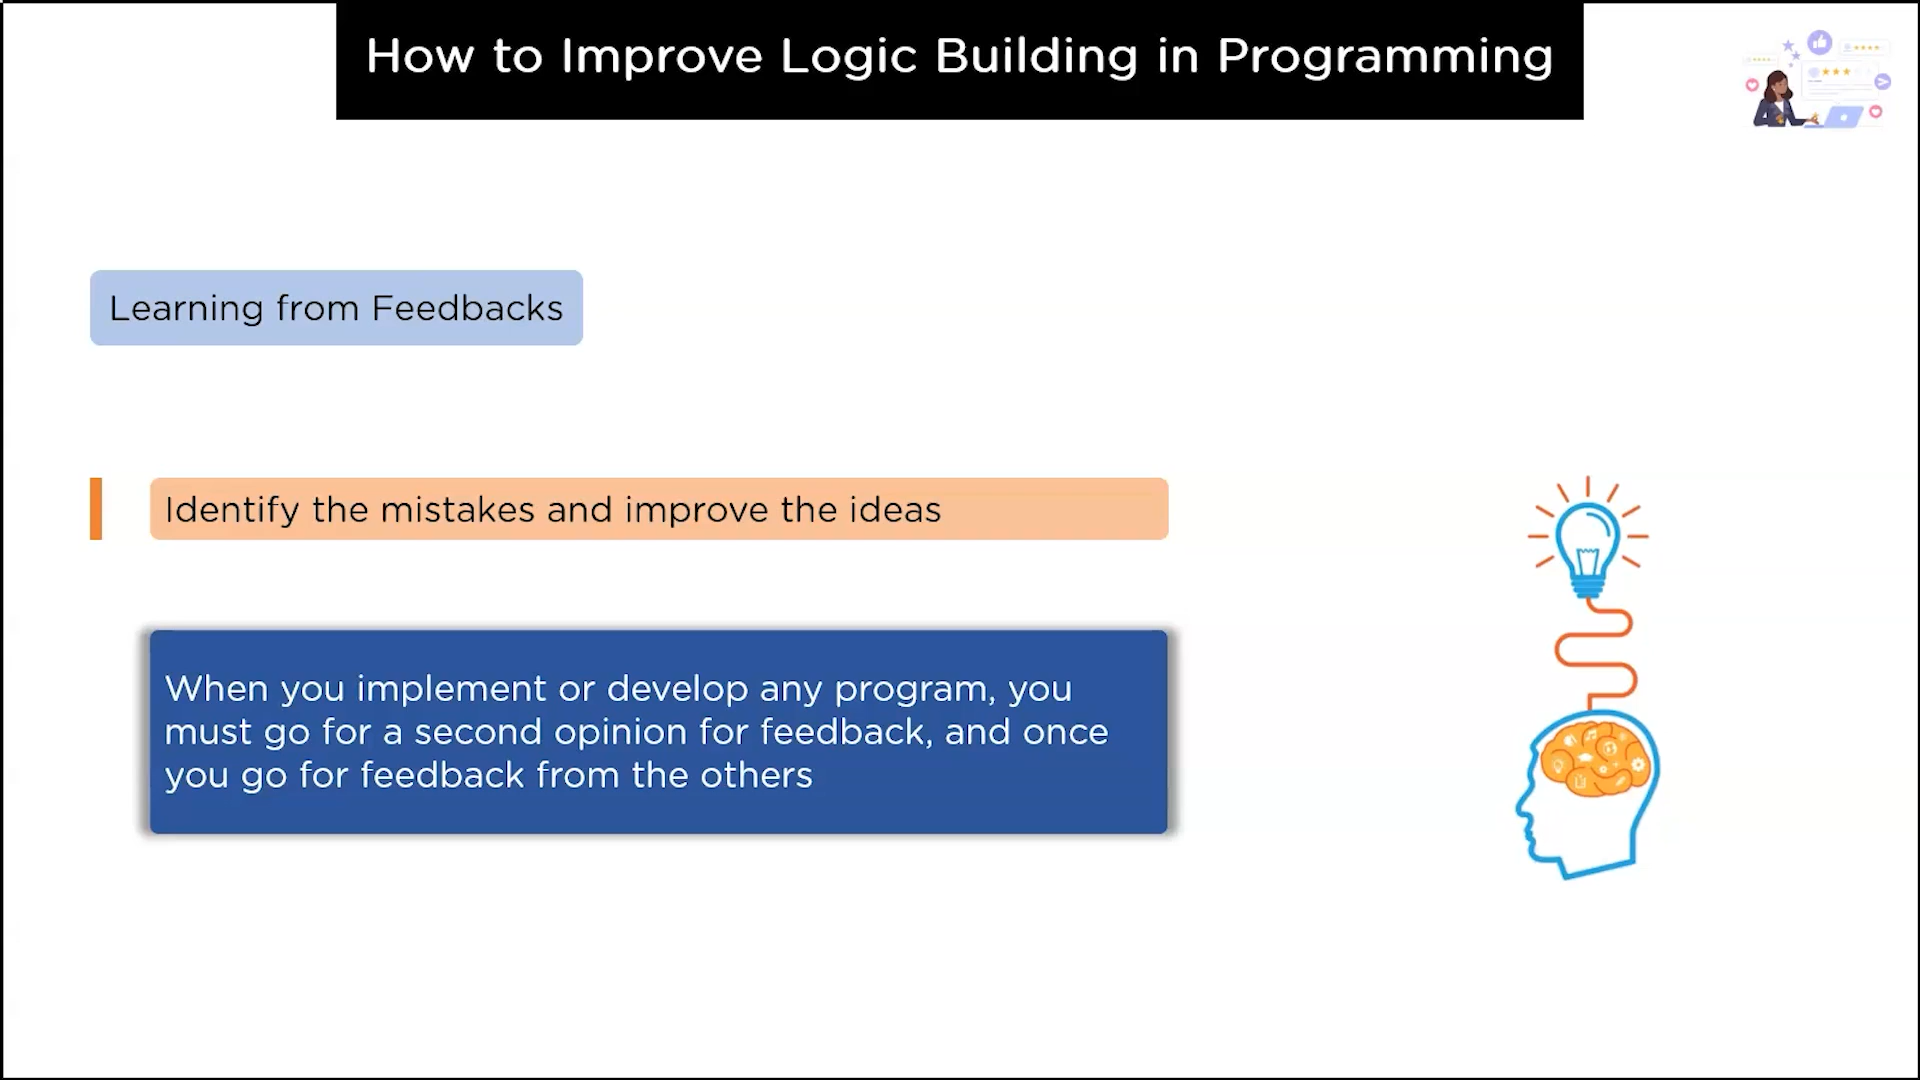 How to Improve Logic Building in Programming
Learning from Feedbacks
Identify the mistakes and improve the ideas
When you implement or develop any program, you
must go for a second opinion for feedback, and once
you go for feedback from the others